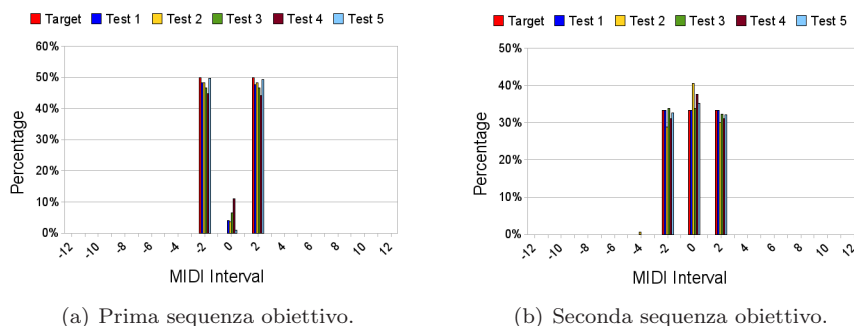 Target Test 1 Test 2 Test 3 Test 4 Test 5
60%
50%
40%
30%
20%
10%
0%
Percentage
-12 -10 -8 -6 -4 -2 0 2 4 6 8 10 12
MIDI Interval
(a) Prima sequenza obiettivo.
Target Test 1 Test 2 Test 3 Test 4 Test 5
50%
40%
30%
20%
10%
0%
Percentage
-12 -10 -8 -6 -4 -2 0 2 4 6 8 10 12
MIDI Interval
(b) Seconda sequenza obiettivo.